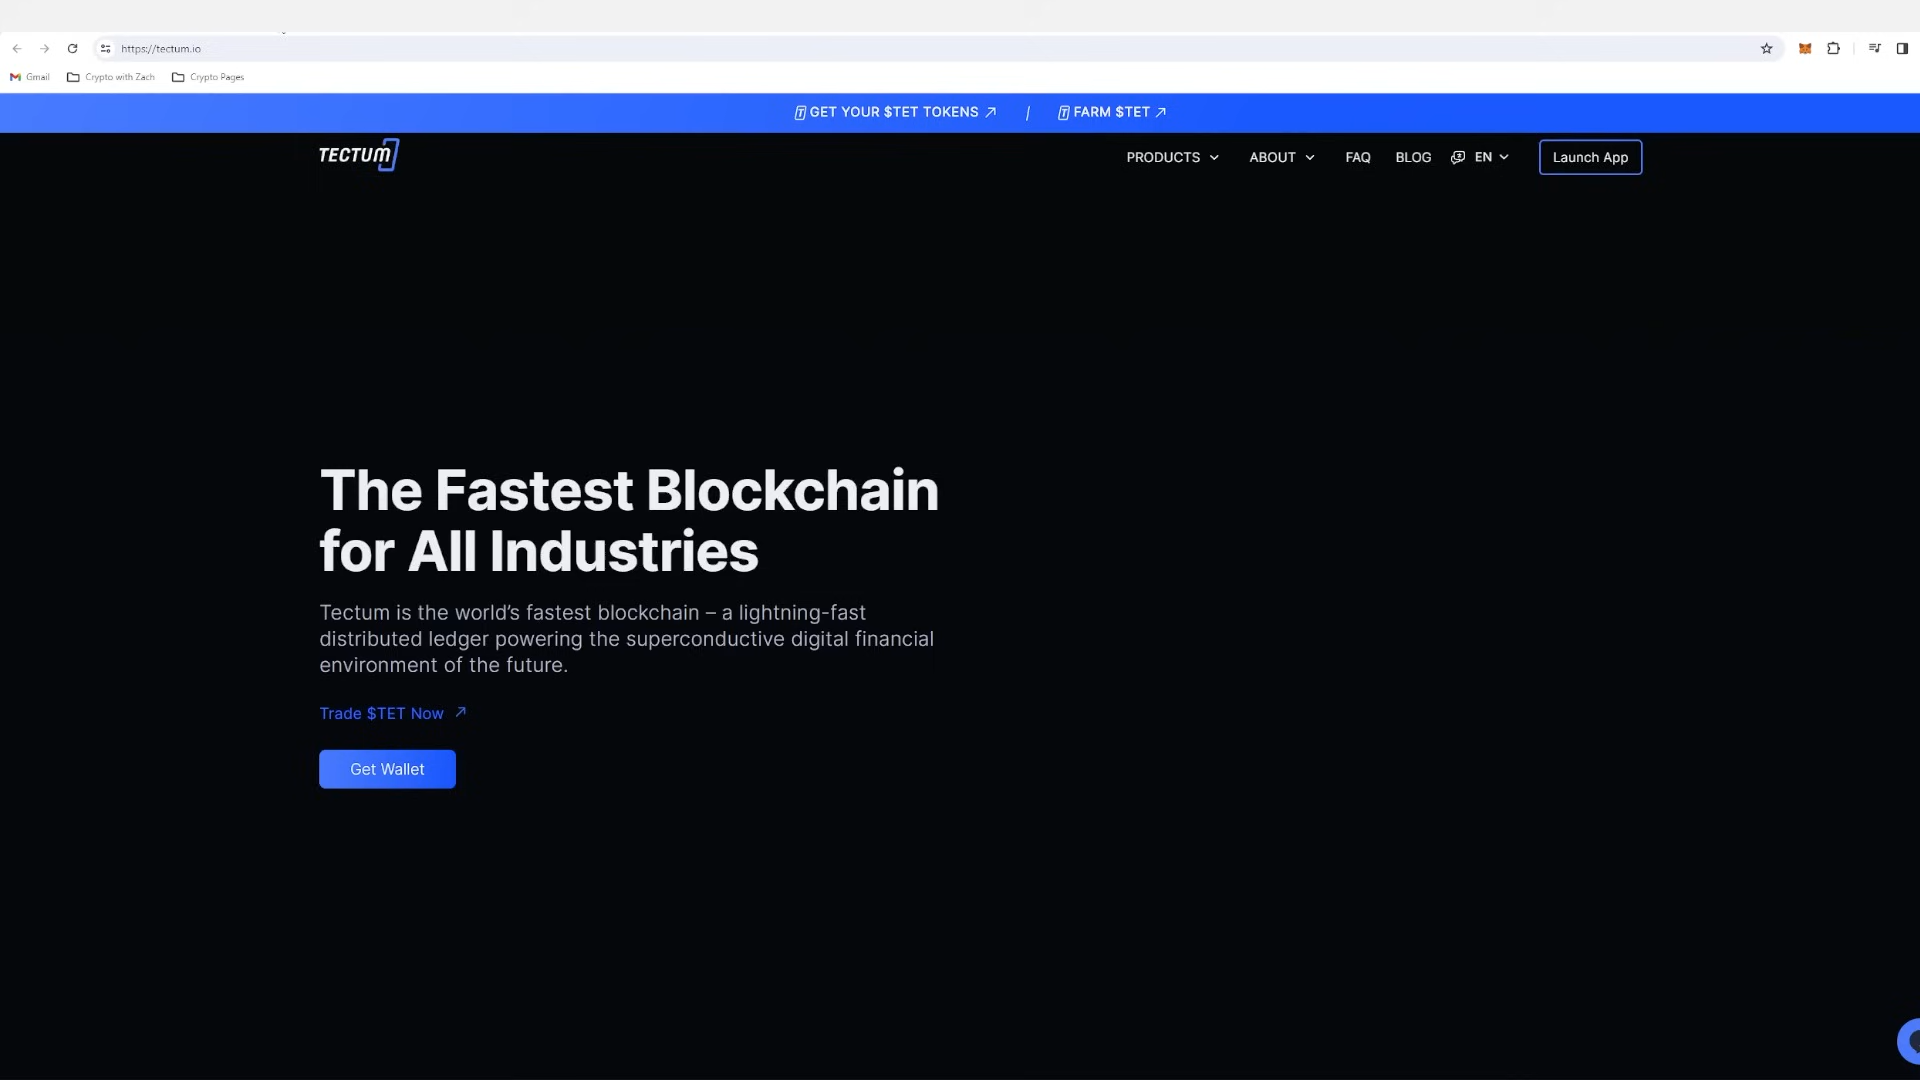 https://tectum.io
Gmail
Crypto with Zach
Crypto Pages
GET YOUR $TET TOKENS
/
FARM $TET
TECTUM
PRODUCTS
ABOUT
FAQ
BLOG
EN
Launch App
The Fastest Blockchain
for All Industries
Tectum is the world’s fastest blockchain – a lightning-fast
distributed ledger powering the superconductive digital financial
environment of the future.
Trade $TET Now
Get Wallet